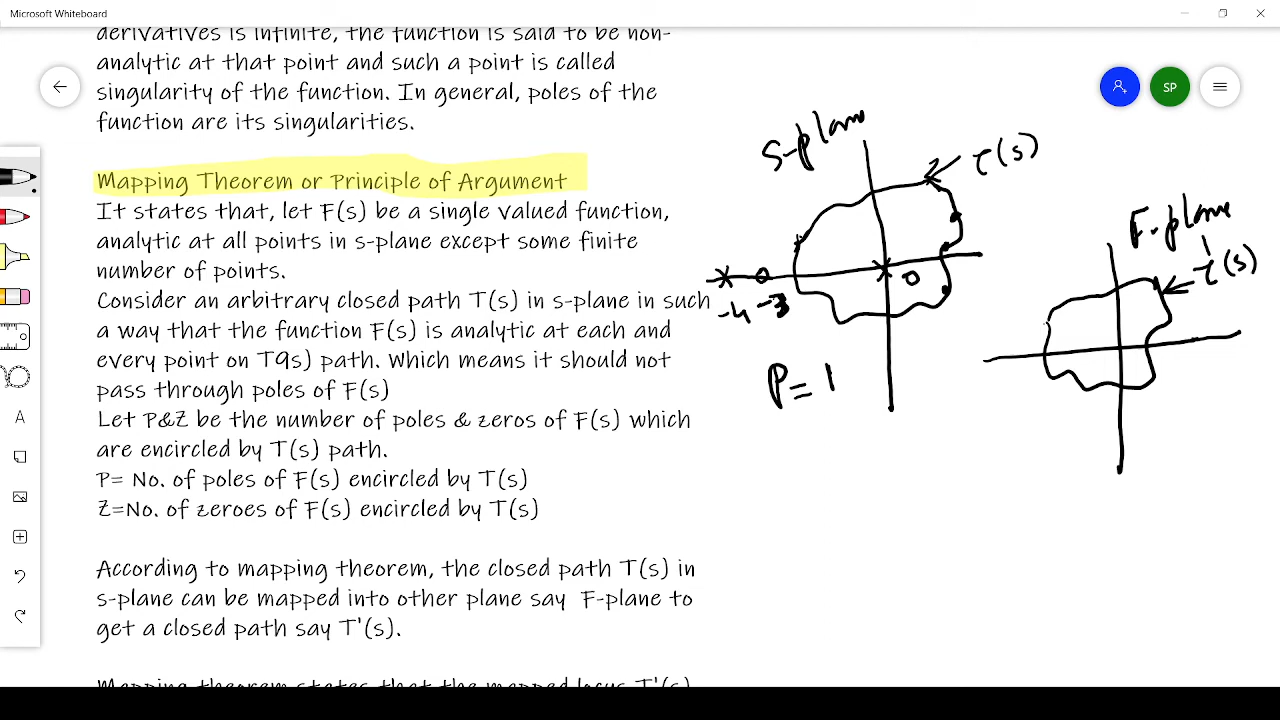 Microsoft Whiteboard
derivatives is infinite, the function is said to be non-
analytic at that point and such a point is called
singularity of the function. In general, poles of the
function are its singularities.
SP
Mapping Theorem or Principle of Argument
It states that, let F(s) be a single valued function,
analytic at all points in s-plane except some finite
number of points.
Consider an arbitrary closed path T(s) in s-plane in such
a way that the function F(s) is analytic at each and
every point on T9s) path. Which means it should not
pass through poles of F(s)
Let P&Z be the number of poles & zeros of F(s) which
are encircled by T(s) path.
P= No. of poles of F(s) encircled by T(s)
Z=No. of zeroes of F(s) encircled by T(s)
According to mapping theorem, the closed path T(s) in
s-plane can be mapped into other plane say F-plane to
get a closed path say T'(s).
Mapping theorem states that the mapped locus T'(s)
S-plane
τ(s)
-4 -3
P=1
F-plane
τ'(s)
A